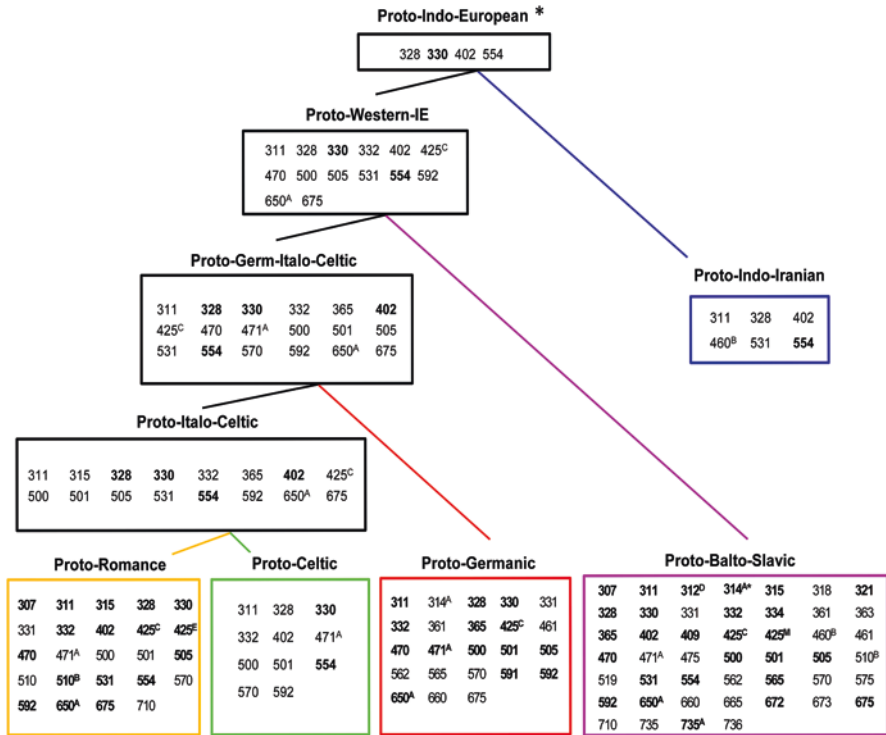 Proto-Indo-European *
328 330 402 554
Proto-Western-IE
311 328 330 332 402 425C
470 500 505 531 554 592
650A 675
Proto-Germ-Italo-Celtic
311 328 330 332 365 402
425C 470 471A 500 501 505
531 554 570 592 650A 675
Proto-Indo-Iranian
311 328 402
460B 531 554
Proto-Italo-Celtic
311 315 328 330 332 365 402 425C
500 501 505 531 554 592 650A 675
Proto-Romance
307 311 315 328 330
331 332 402 425C 425E
470 471A 500 501 505
510 510B 531 554 570
592 650A 675 710
Proto-Celtic
311 328 330
332 402 471A
500 501 554
570 592
Proto-Germanic
311 314A 328 330 331
332 361 365 425C 461
470 471A 500 501 505
562 565 570 591 592
650A 660 675
Proto-Balto-Slavic
307 311 312D 314A* 315 318 321
328 330 331 332 334 361 363
365 402 409 425C 425M 460B 461
470 471A 475 500 501 505 510B
519 531 554 562 565 570 575
592 650A 660 665 672 673 675
710 735 735A 736